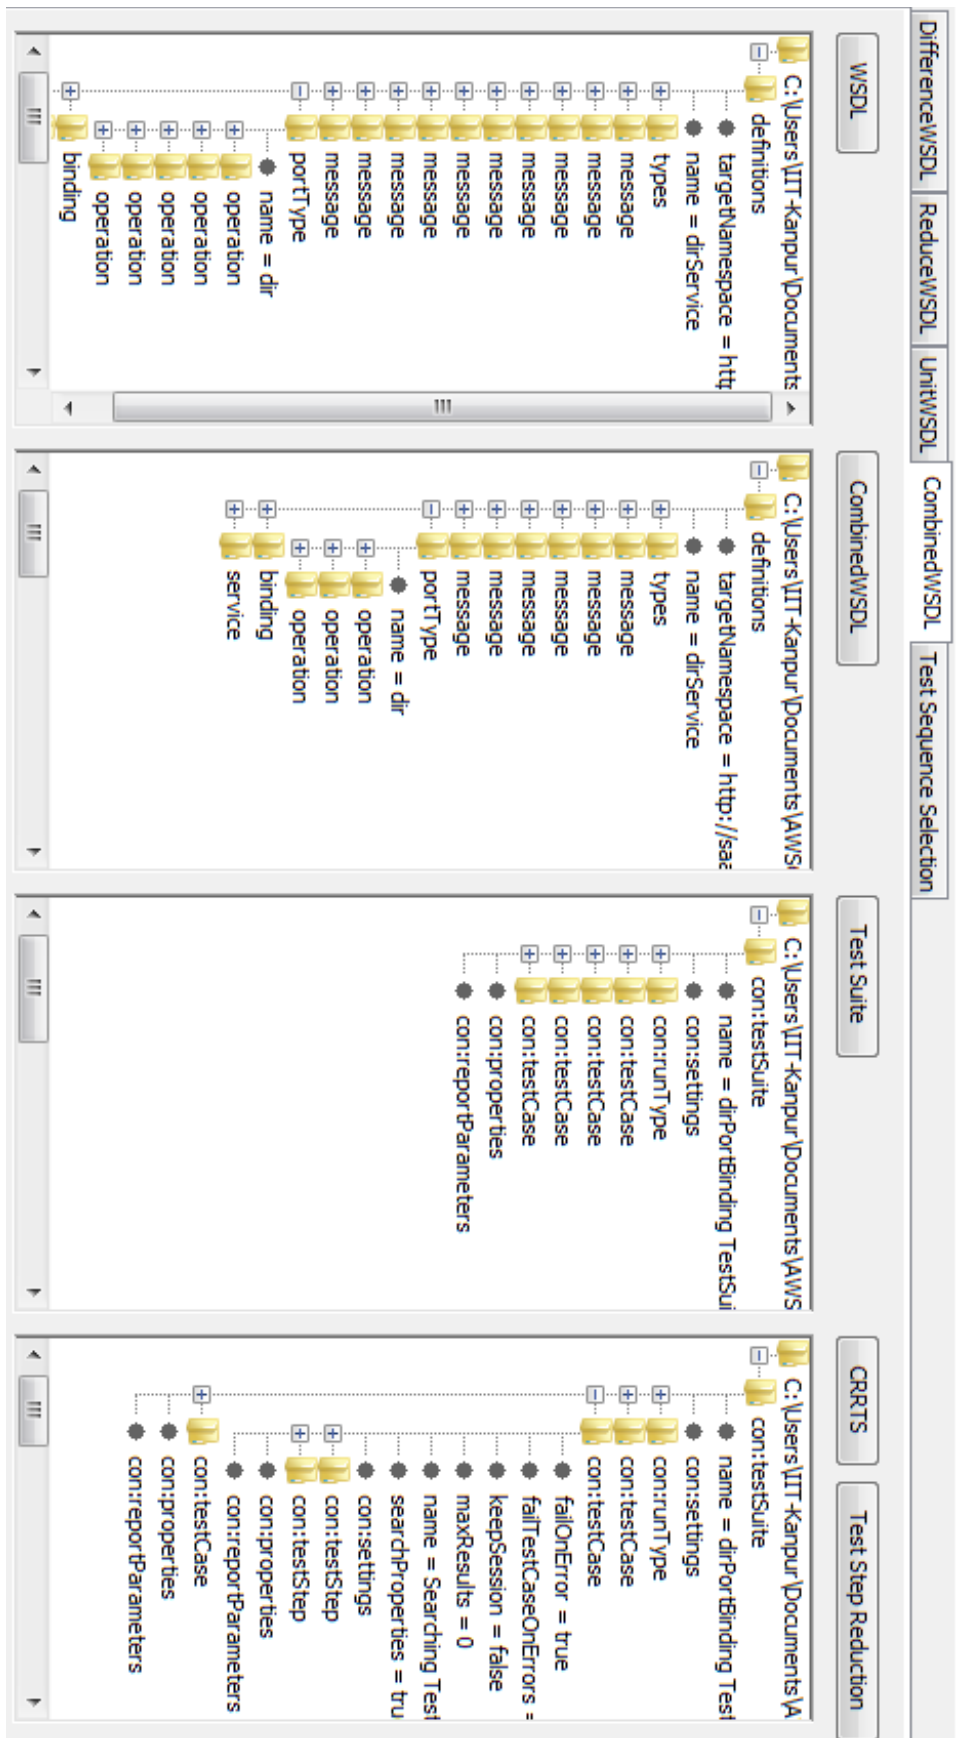 DifferenceWSDL
ReduceWSDL
UnitWSDL
CombinedWSDL
Test Sequence Selection
WSDL
C:\Users\IIT-Kanpur\Documents
definitions
targetNamespace = http
name = dirService
types
message
message
message
message
message
message
message
message
message
message
portType
name = dir
operation
operation
operation
operation
operation
binding
CombinedWSDL
C:\Users\IIT-Kanpur\Documents\AWS
definitions
targetNamespace = http://saa
name = dirService
types
message
message
message
message
message
message
portType
name = dir
operation
operation
operation
binding
service
Test Suite
C:\Users\IIT-Kanpur\Documents\AWS
con:testSuite
name = dirPortBinding TestSui
con:settings
con:runType
con:testCase
con:testCase
con:testCase
con:testCase
con:properties
con:reportParameters
CRRTS
Test Step Reduction
C:\Users\IIT-Kanpur\Documents\A
con:testSuite
name = dirPortBinding Test
con:settings
con:runType
con:testCase
con:testCase
failOnError = true
failTestCaseOnErrors =
keepSession = false
maxResults = 0
name = Searching Test
searchProperties = tru
con:settings
con:testStep
con:testStep
con:properties
con:reportParameters
con:testCase
con:properties
con:reportParameters